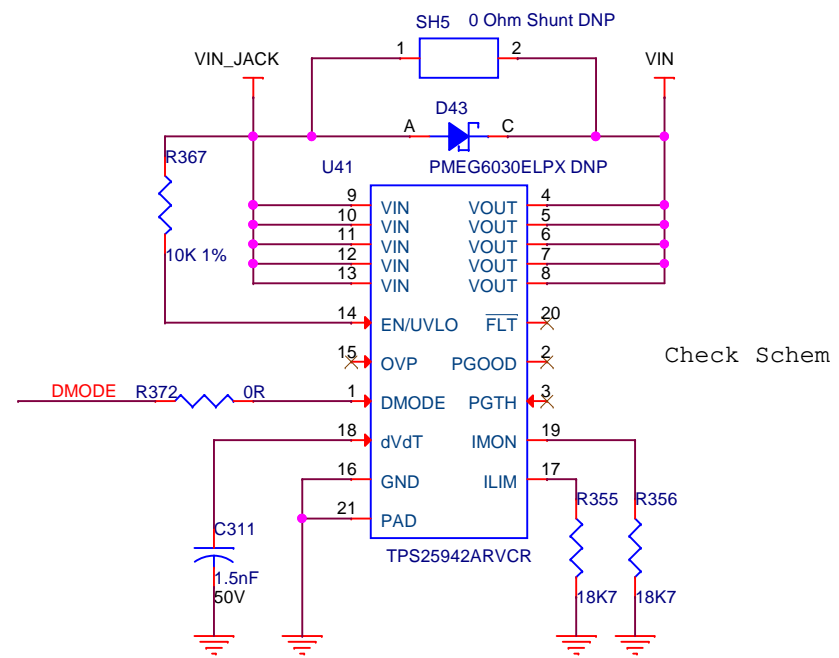 SH5 0 Ohm Shunt DNP
1 2
VIN_JACK VIN
D43
A C
R367 U41 PMEG6030ELPX DNP
9 VIN VOUT 4
10 VIN VOUT 5
11 VIN VOUT 6
10K 1% 12 VIN VOUT 7
13 VIN VOUT 8
14 EN/UVLO FLT 20
15 OVP PGOOD 2
Check Schem
DMODE R372 0R 1 DMODE PGTH 3
18 dVdT IMON 19
16 GND ILIM 17
R355 R356
21 PAD
C311
TPS25942ARVCR
1.5nF
50V
18K7 18K7